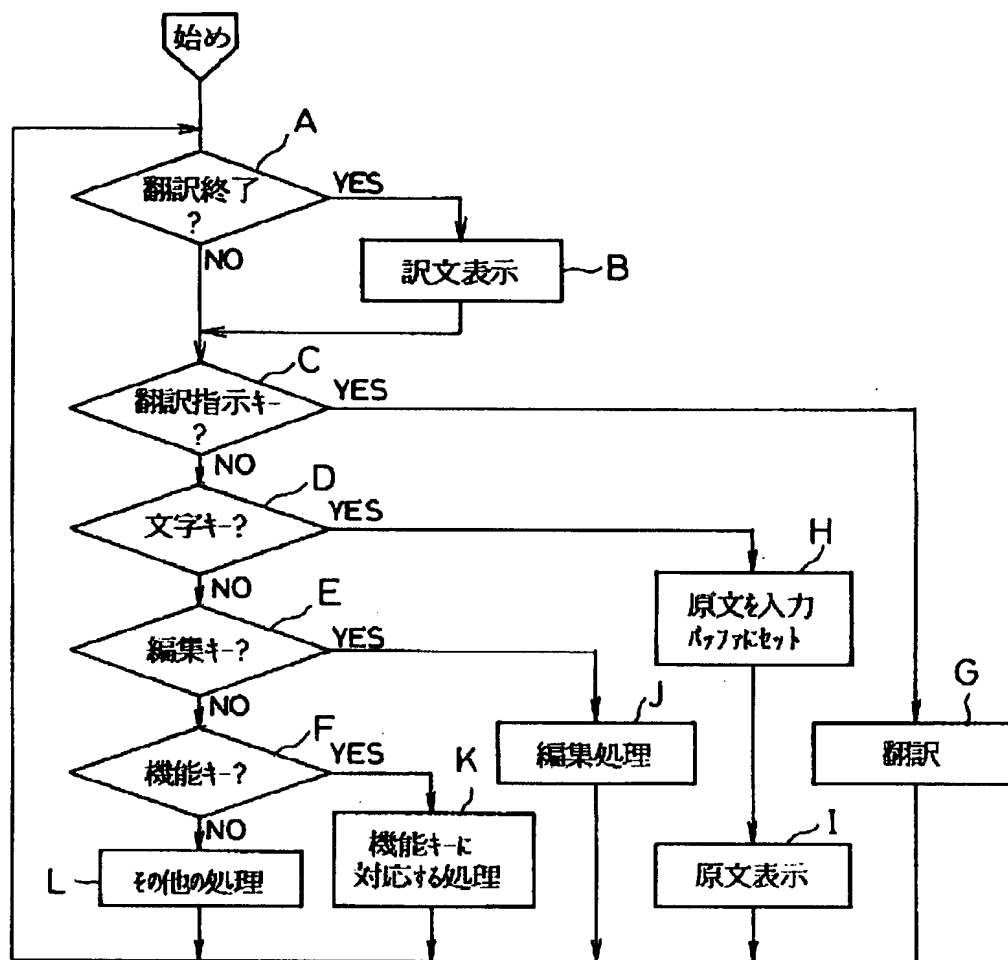 始め
A
翻訳終了
?
YES
NO
訳文表示
B
C
翻訳指示キー
?
YES
NO
D
文字キー?
YES
NO
H
原文を入力
バッファにセット
E
編集キー?
YES
NO
J
編集処理
G
翻訳
F
機能キー?
YES
NO
K
機能キーに
対応する処理
I
原文表示
L
その他の処理